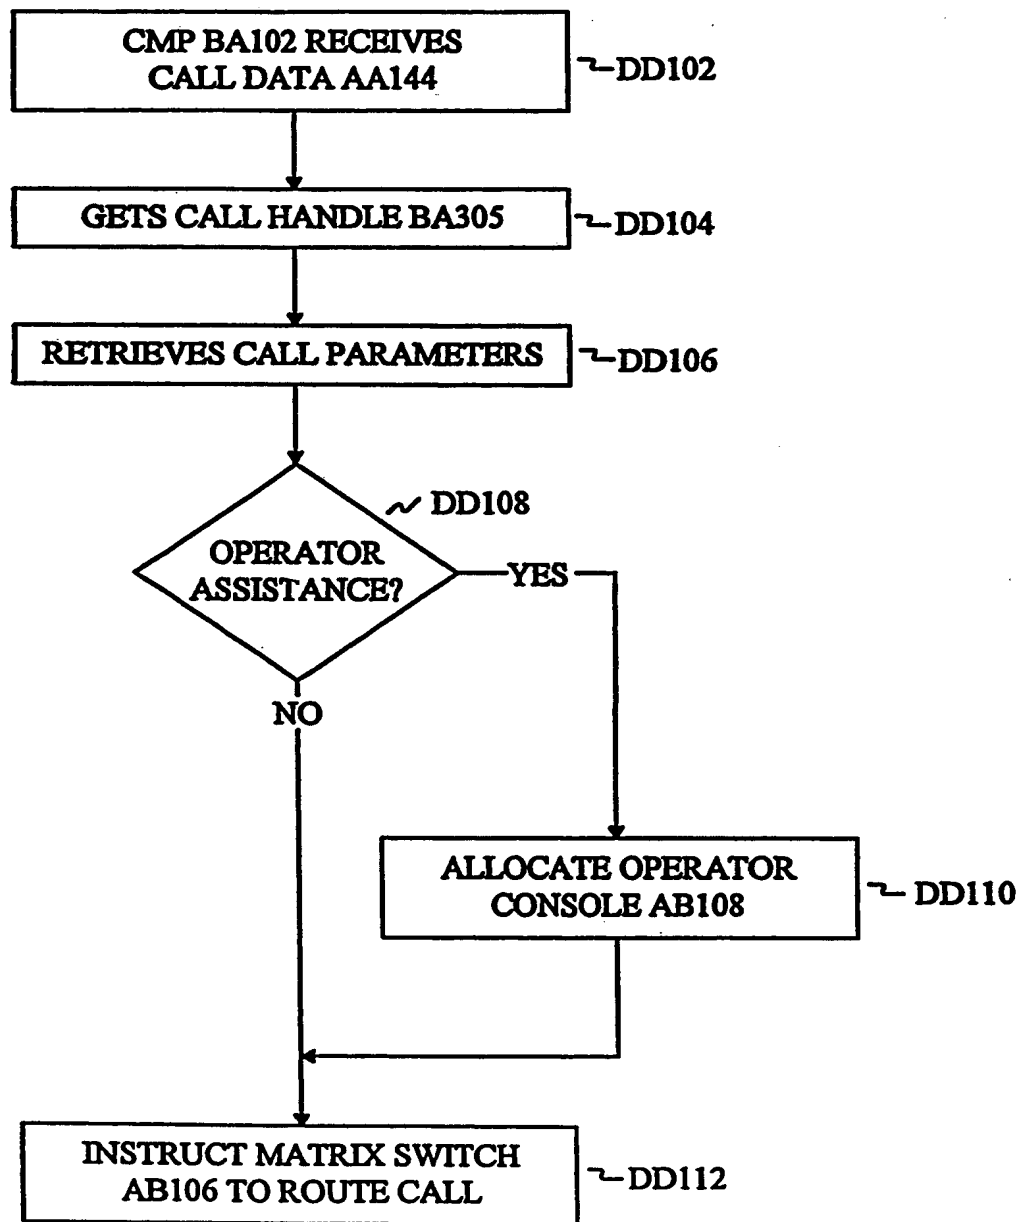 CMP BA102 RECEIVES
CALL DATA AA144
DD102
GETS CALL HANDLE BA305
DD104
RETRIEVES CALL PARAMETERS
DD106
DD108
OPERATOR
ASSISTANCE?
YES
NO
ALLOCATE OPERATOR
CONSOLE AB108
DD110
INSTRUCT MATRIX SWITCH
AB106 TO ROUTE CALL
DD112